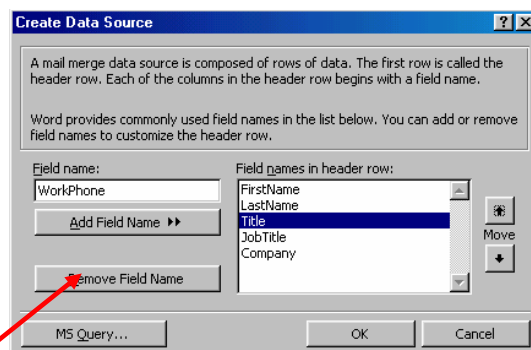 Create Data Source
A mail merge data source is composed of rows of data. The first row is called the
header row. Each of the columns in the header row begins with a field name.
Word provides commonly used field names in the list below. You can add or remove
field names to customize the header row.
Field name:
WorkPhone
Add Field Name
Remove Field Name
Field names in header row:
FirstName
LastName
Title
JobTitle
Company
Move
MS Query...
OK
Cancel